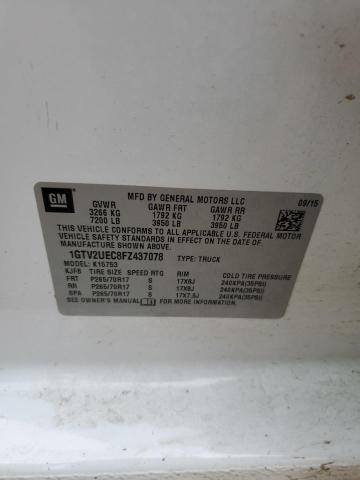 GM
MFD BY GENERAL MOTORS LLC
09/15
GVWR GAWR FRT GAWR RR
3266 KG 1792 KG 1792 KG
7200 LB 3950 LB 3950 LB
THIS VEHICLE CONFORMS TO ALL APPLICABLE U.S. FEDERAL MOTOR
VEHICLE SAFETY STANDARDS IN EFFECT ON THE DATE OF
MANUFACTURE SHOWN ABOVE.
1GTV2UEC8FZ437078 TYPE: TRUCK
MODEL: K15753
KJFB TIRE SIZE SPEED RTG RIM COLD TIRE PRESSURE
FRT P265/70R17 S 17X8J 240KPA(35PSI)
RR P265/70R17 S 17X8J 240KPA(35PSI)
SPA P265/70R17 S 17X7.5J 240KPA(35PSI)
SEE OWNER'S MANUAL FOR ADDITIONAL INFORMATION.